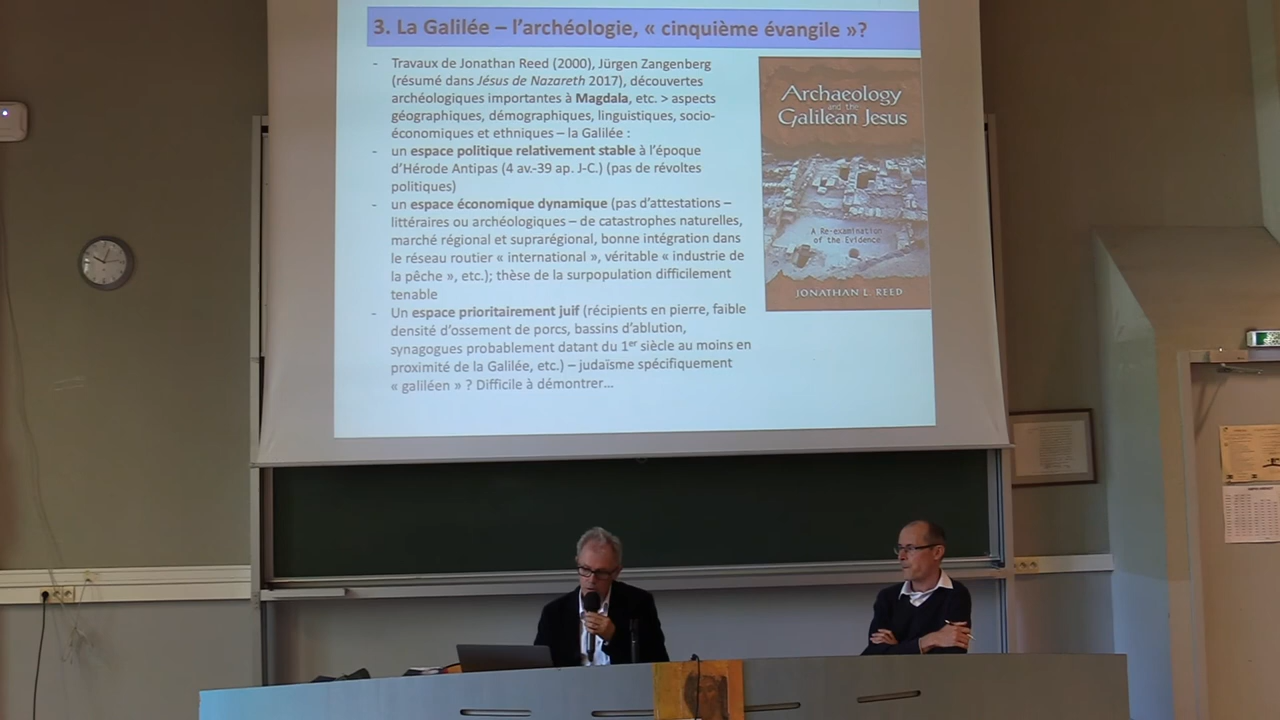 3. La Galilée – l'archéologie, « cinquième évangile »?
- Travaux de Jonathan Reed (2000), Jürgen Zangenberg
(résumé dans Jésus de Nazareth 2017), découvertes
archéologiques importantes à Magdala, etc. > aspects
géographiques, démographiques, linguistiques, socio-
économiques et ethniques – la Galilée :
- un espace politique relativement stable à l'époque
d'Hérode Antipas (4 av.-39 ap. J-C.) (pas de révoltes
politiques)
- un espace économique dynamique (pas d'attestations –
littéraires ou archéologiques – de catastrophes naturelles,
marché régional et suprarégional, bonne intégration dans
le réseau routier « international », véritable « industrie de
la pêche », etc.); thèse de la surpopulation difficilement
tenable
- Un espace prioritairement juif (récipients en pierre, faible
densité d'ossement de porcs, bassins d'ablution,
synagogues probablement datant du 1er siècle au moins en
proximité de la Galilée, etc.) – judaïsme spécifiquement
« galiléen » ? Difficile à démontrer...
Archaeology
and the
Galilean Jesus
A Re-examination
of the Evidence
JONATHAN L. REED